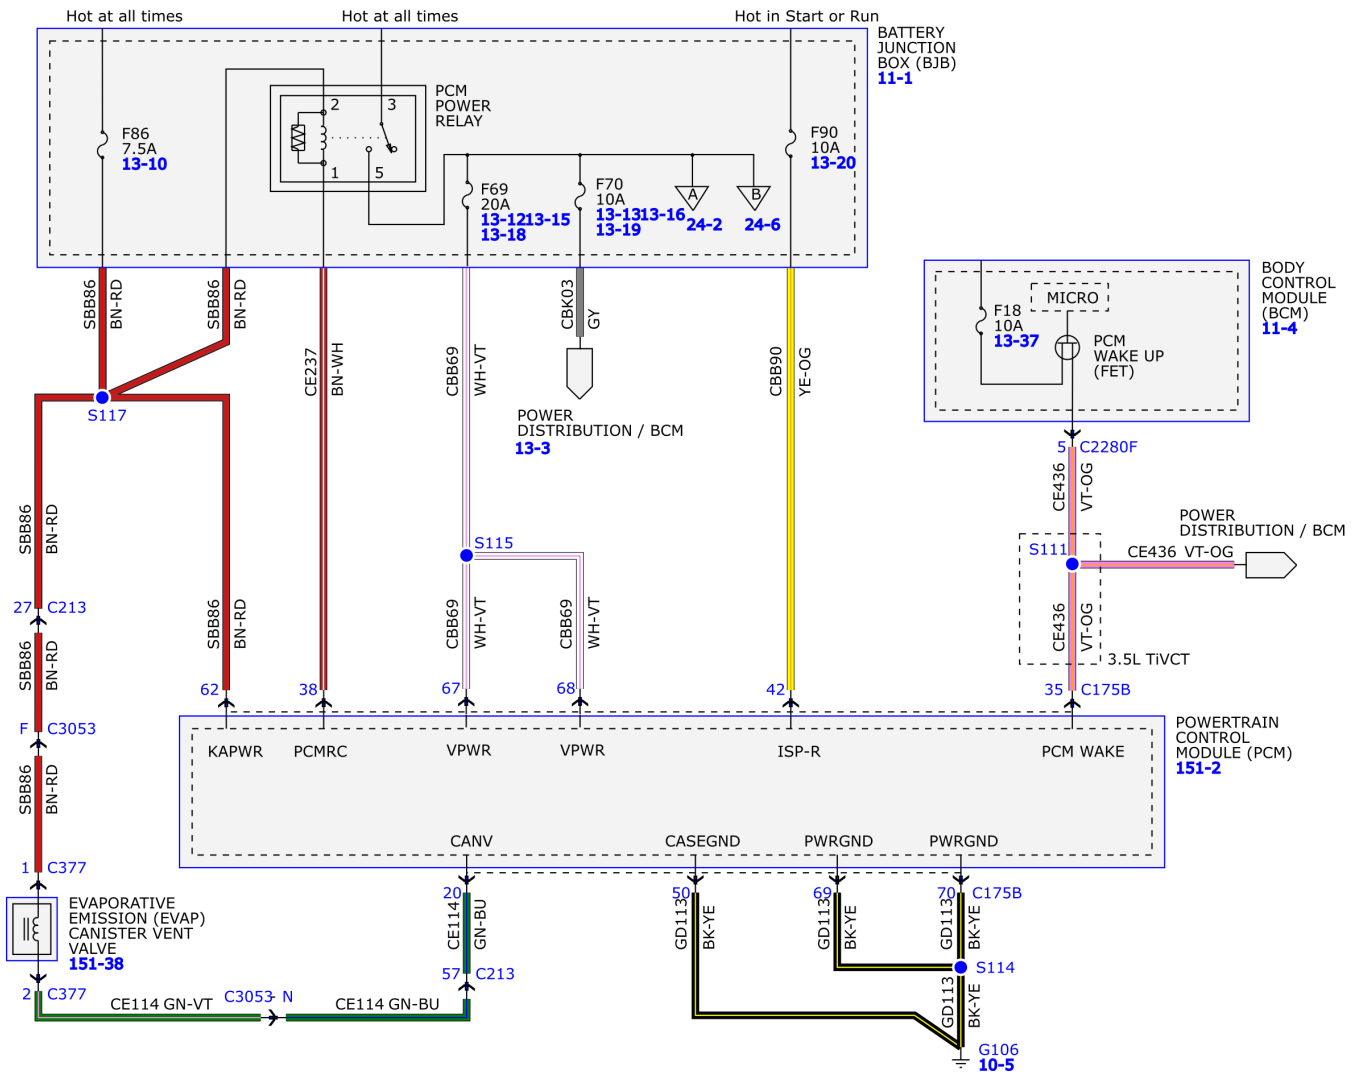 Hot at all times
Hot at all times
Hot in Start or Run
BATTERY
JUNCTION
BOX (BJB)
11-1
PCM
POWER
RELAY
2
3
1
5
F86
7.5A
13-10
F69
20A
13-12 13-15
13-18
F70
10A
13-13 13-16
13-19
A
24-2
B
24-6
F90
10A
13-20
SBB86
BN-RD
SBB86
BN-RD
CE237
BN-WH
CBB69
WH-VT
CBK03
GY
CBB90
YE-OG
POWER
DISTRIBUTION / BCM
13-3
BODY
CONTROL
MODULE
(BCM)
11-4
MICRO
F18
10A
13-37
PCM
WAKE UP
(FET)
5
C2280F
CE436
VT-OG
S111
POWER
DISTRIBUTION / BCM
CE436 VT-OG
CE436
VT-OG
3.5L TiVCT
S117
S115
SBB86
BN-RD
27
C213
SBB86
BN-RD
F
C3053
SBB86
BN-RD
1
C377
SBB86
BN-RD
CBB69
WH-VT
CBB69
WH-VT
62
38
67
68
42
35
C175B
KAPWR
PCMRC
VPWR
VPWR
ISP-R
PCM WAKE
POWERTRAIN
CONTROL
MODULE (PCM)
151-2
CANV
CASEGND
PWRGND
PWRGND
20
50
69
70
C175B
EVAPORATIVE
EMISSION (EVAP)
CANISTER VENT
VALVE
151-38
2
C377
CE114 GN-VT
C3053- N
CE114 GN-BU
CE114
GN-BU
57
C213
GD113
BK-YE
GD113
BK-YE
GD113
BK-YE
S114
GD113
BK-YE
G106
10-5